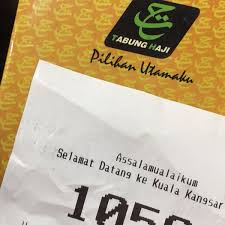 TABUNG HAJI
Pilihan Utamaku
Assalamualaikum
Selamat Datang ke Kuala Kangsar